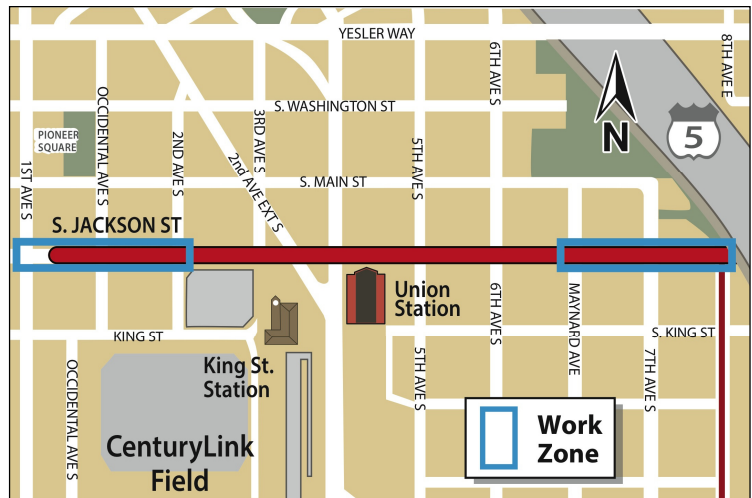 YESLER WAY
6TH AVE S
8TH AVE E
OCCIDENTAL AVE S
S. WASHINGTON ST
N
5
PIONEER
SQUARE
3RD AVE S
2ND AVE S
5TH AVE S
1ST AVE S
2nd AVE EXT S
S. MAIN ST
S. JACKSON ST
Union
Station
6TH AVE S
MAYNARD AVE
KING ST
S. KING ST
King St.
Station
OCCIDENTAL AVE S
5TH AVE S
7TH AVE S
CenturyLink
Field
Work
Zone